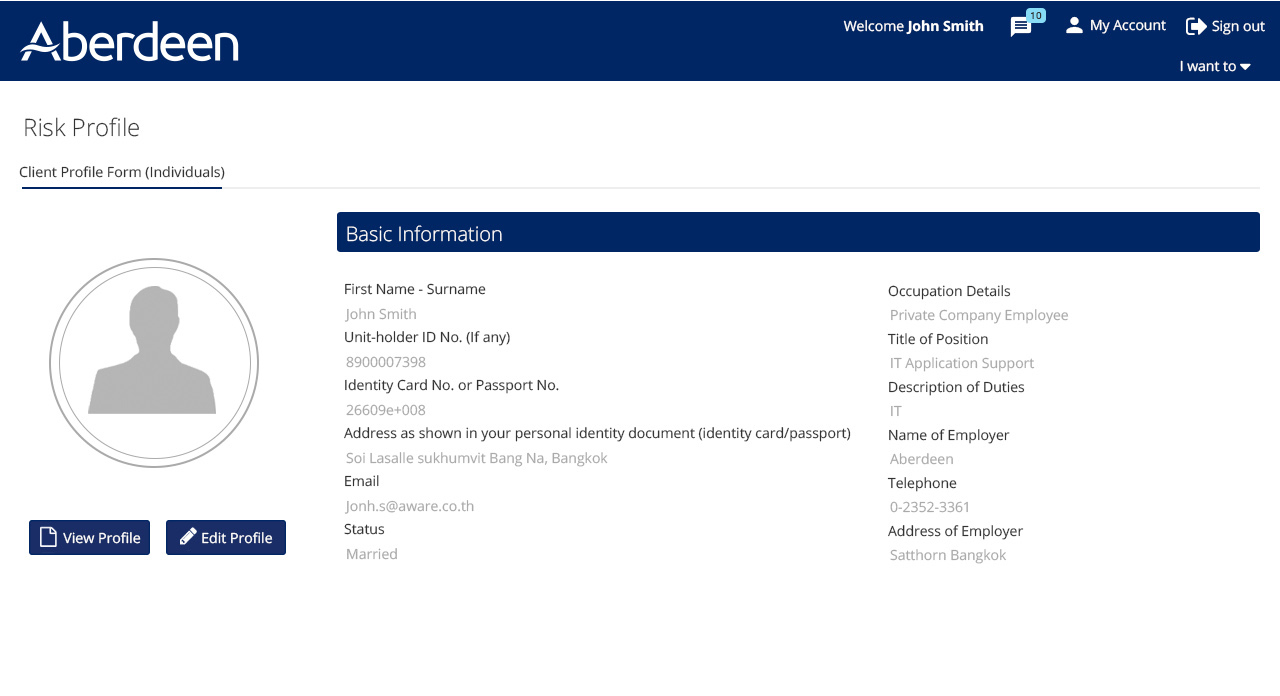 Aberdeen
Welcome John Smith
10
My Account
Sign out
I want to
Risk Profile
Client Profile Form (Individuals)
View Profile
Edit Profile
Basic Information
First Name - Surname
John Smith
Unit-holder ID No. (If any)
8900007398
Identity Card No. or Passport No.
26609e+008
Address as shown in your personal identity document (identity card/passport)
Soi Lasalle sukhumvit Bang Na, Bangkok
Email
Jonh.s@aware.co.th
Status
Married
Occupation Details
Private Company Employee
Title of Position
IT Application Support
Description of Duties
IT
Name of Employer
Aberdeen
Telephone
0-2352-3361
Address of Employer
Satthorn Bangkok